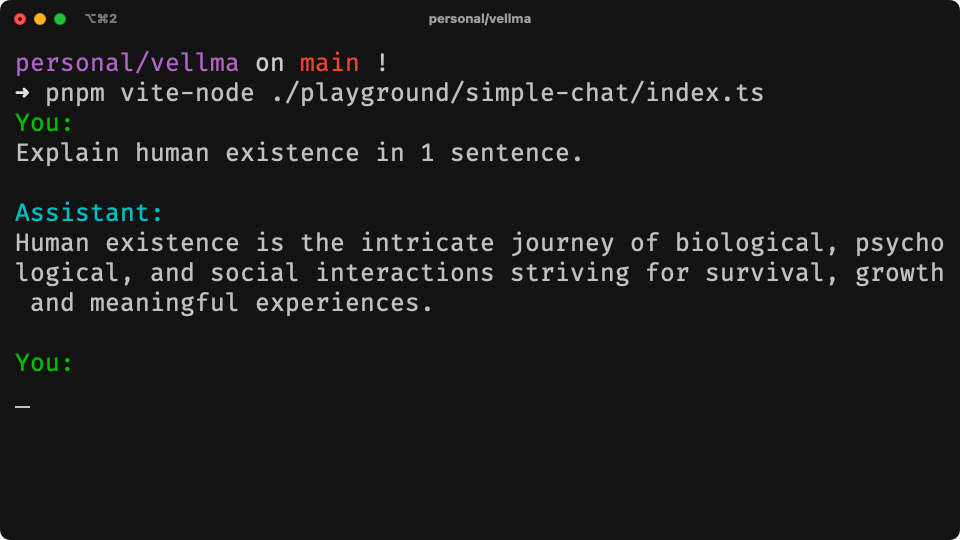 ⌥⌘2 personal/vellma
personal/vellma on main !
➜ pnpm vite-node ./playground/simple-chat/index.ts
You:
Explain human existence in 1 sentence.
Assistant:
Human existence is the intricate journey of biological, psycho
logical, and social interactions striving for survival, growth
 and meaningful experiences.
You:
_